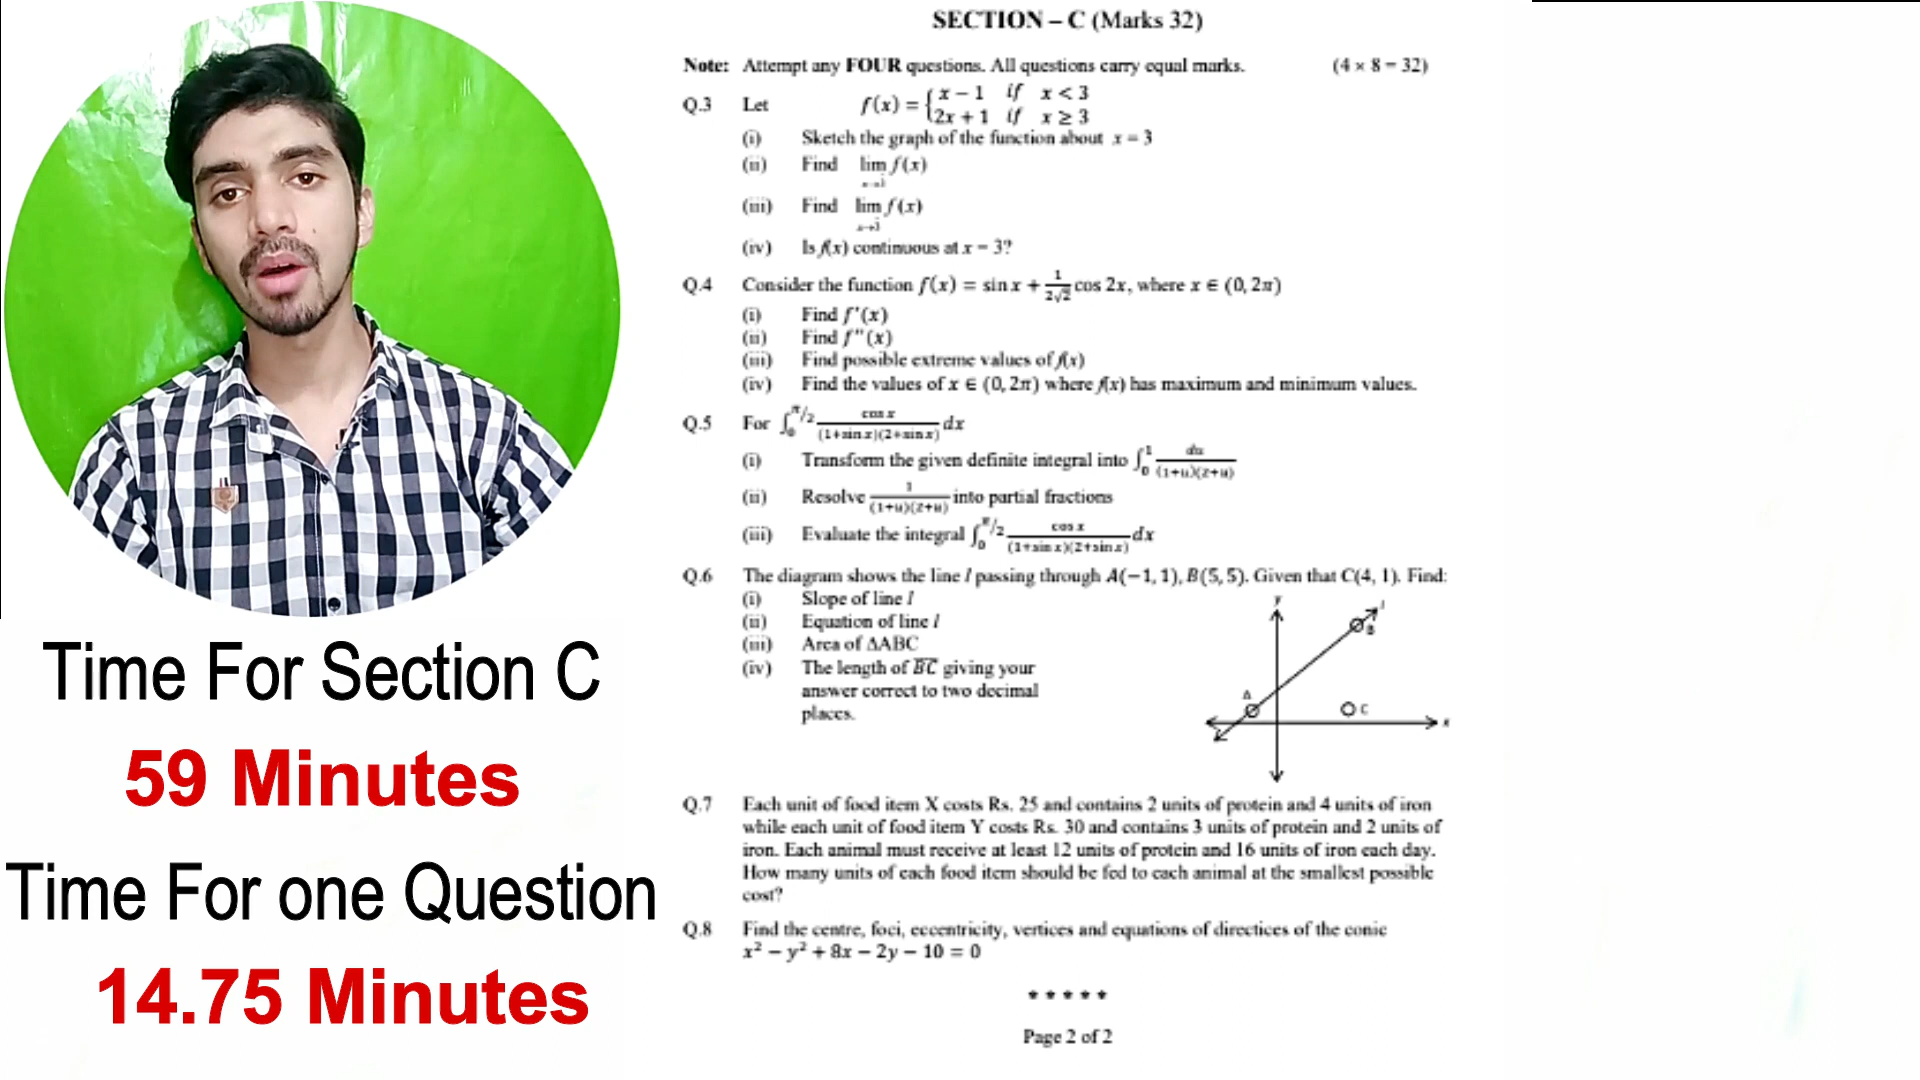 SECTION – C (Marks 32)
Note: Attempt any FOUR questions. All questions carry equal marks. (4 × 8 = 32)
Q.3 Let f(x) = {x − 1 if x < 3
2x + 1 if x ≥ 3
(i) Sketch the graph of the function about x = 3
(ii) Find lim f(x)
(iii) Find lim f(x)
(iv) Is f(x) continuous at x = 3?
Q.4 Consider the function f(x) = sin x + 1/(2√2) cos 2x, where x ∈ (0, 2π)
(i) Find f'(x)
(ii) Find f''(x)
(iii) Find possible extreme values of f(x)
(iv) Find the values of x ∈ (0, 2π) where f(x) has maximum and minimum values.
Q.5 For ∫₀^(π/2) cos x/((1+sin x)(2+sin x)) dx
(i) Transform the given definite integral into ∫₀¹ du/((1+u)(2+u))
(ii) Resolve 1/((1+u)(2+u)) into partial fractions
(iii) Evaluate the integral ∫₀^(π/2) cos x/((1+sin x)(2+sin x)) dx
Q.6 The diagram shows the line l passing through A(−1, 1), B(5, 5). Given that C(4, 1). Find:
(i) Slope of line l
(ii) Equation of line l
(iii) Area of ΔABC
(iv) The length of B̅C̅ giving your
answer correct to two decimal
places.
y
l
B
A
C
x
Q.7 Each unit of food item X costs Rs. 25 and contains 2 units of protein and 4 units of iron
while each unit of food item Y costs Rs. 30 and contains 3 units of protein and 2 units of
iron. Each animal must receive at least 12 units of protein and 16 units of iron each day.
How many units of each food item should be fed to each animal at the smallest possible
cost?
Q.8 Find the centre, foci, eccentricity, vertices and equations of directices of the conic
x² − y² + 8x − 2y − 10 = 0
*****
Page 2 of 2
Time For Section C
59 Minutes
Time For one Question
14.75 Minutes